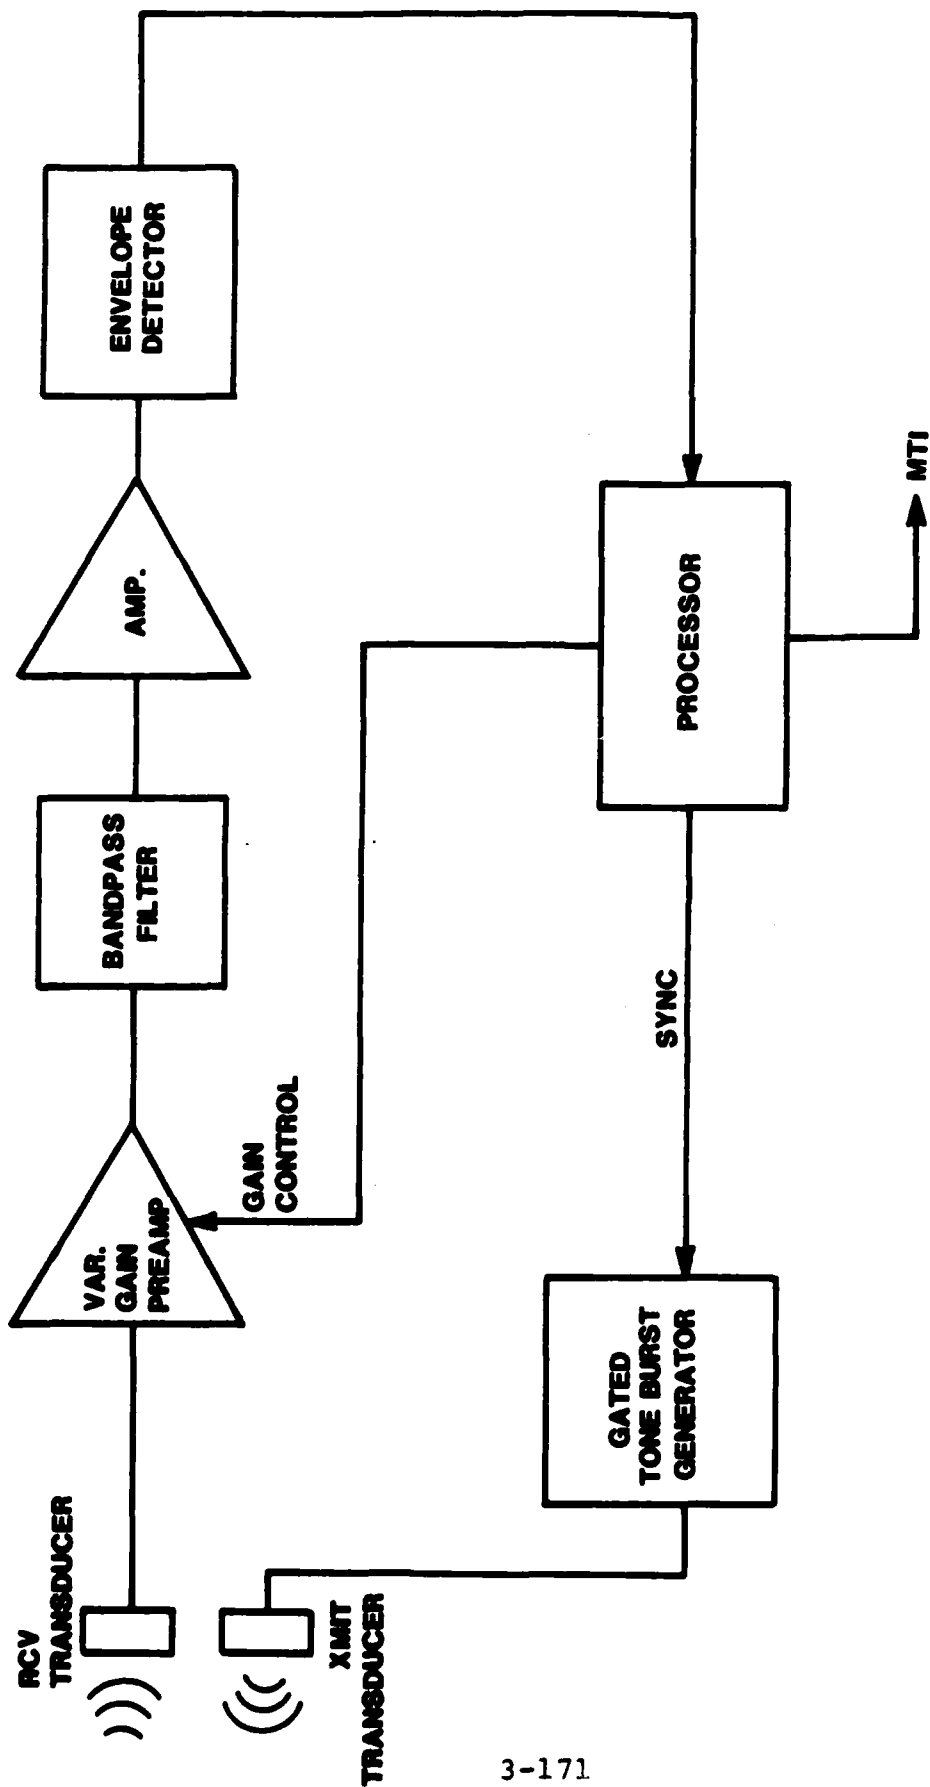 RCV
TRANSDUCER
VAR.
GAIN
PREAMP
BANDPASS
FILTER
AMP.
ENVELOPE
DETECTOR
GAIN
CONTROL
XMIT
TRANSDUCER
GATED
TONE BURST
GENERATOR
SYNC
PROCESSOR
MTI
3-171